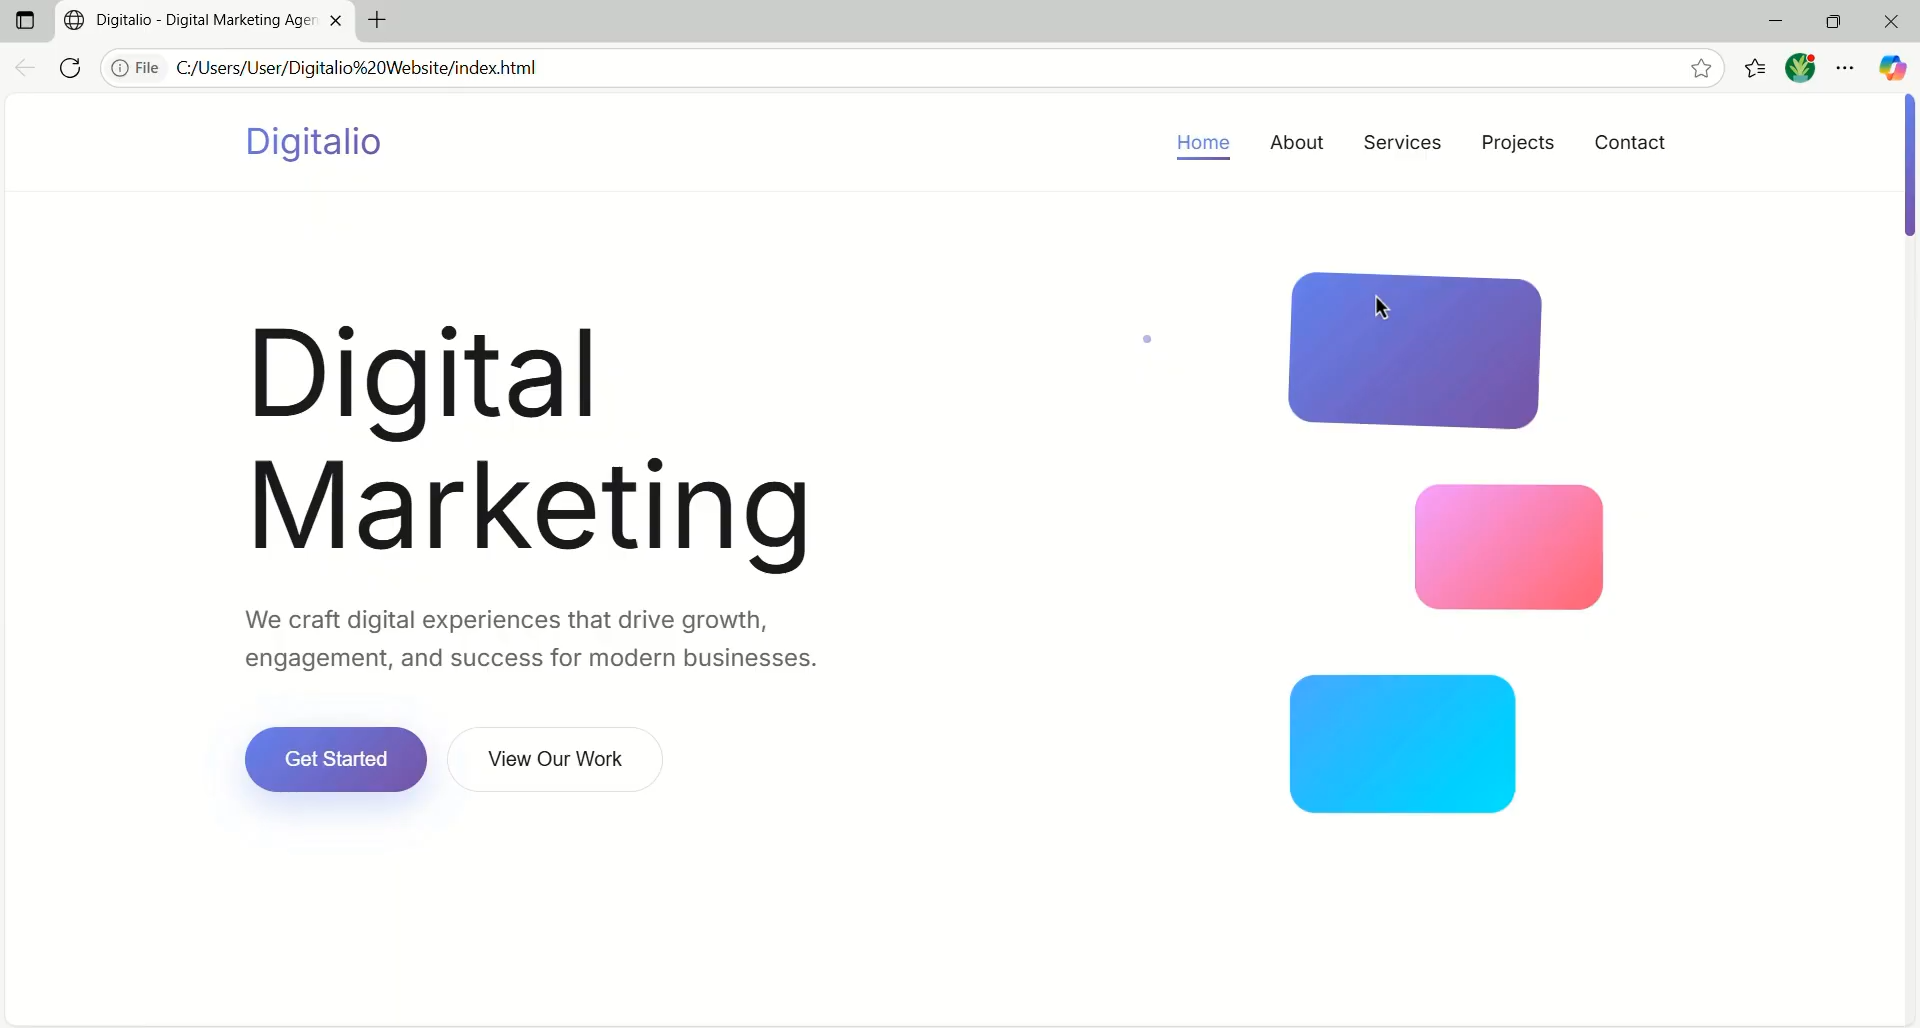 Digitalio - Digital Marketing Agen
File
C:/Users/User/Digitalio%20Website/index.html
Digitalio
Home
About
Services
Projects
Contact
Digital
Marketing
We craft digital experiences that drive growth,
engagement, and success for modern businesses.
Get Started
View Our Work